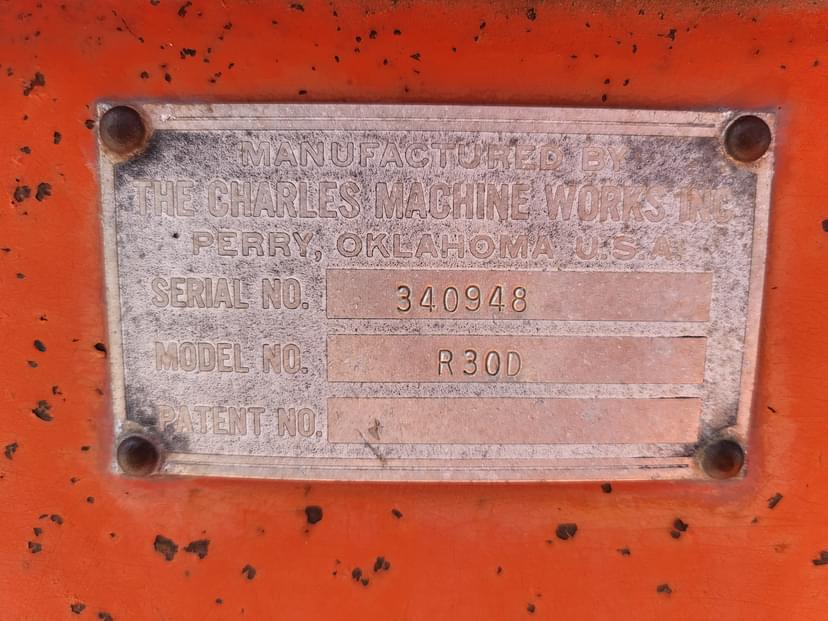 MANUFACTURED BY
THE CHARLES MACHINE WORKS INC
PERRY, OKLAHOMA U.S.A.
SERIAL NO. 340948
MODEL NO. R30D
PATENT NO.